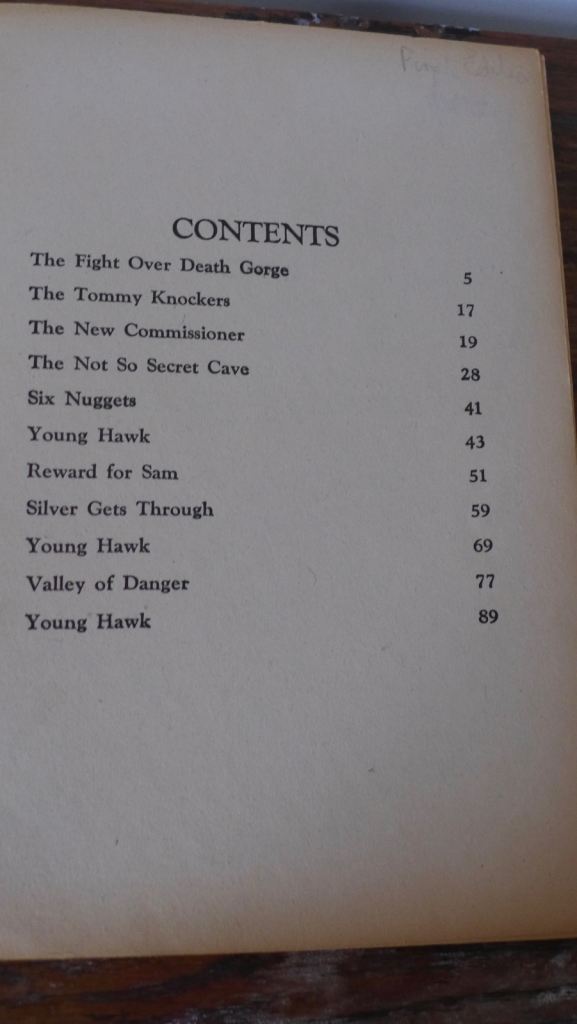 CONTENTS
The Fight Over Death Gorge 5
The Tommy Knockers 17
The New Commissioner 19
The Not So Secret Cave 28
Six Nuggets 41
Young Hawk 43
Reward for Sam 51
Silver Gets Through 59
Young Hawk 69
Valley of Danger 77
Young Hawk 89